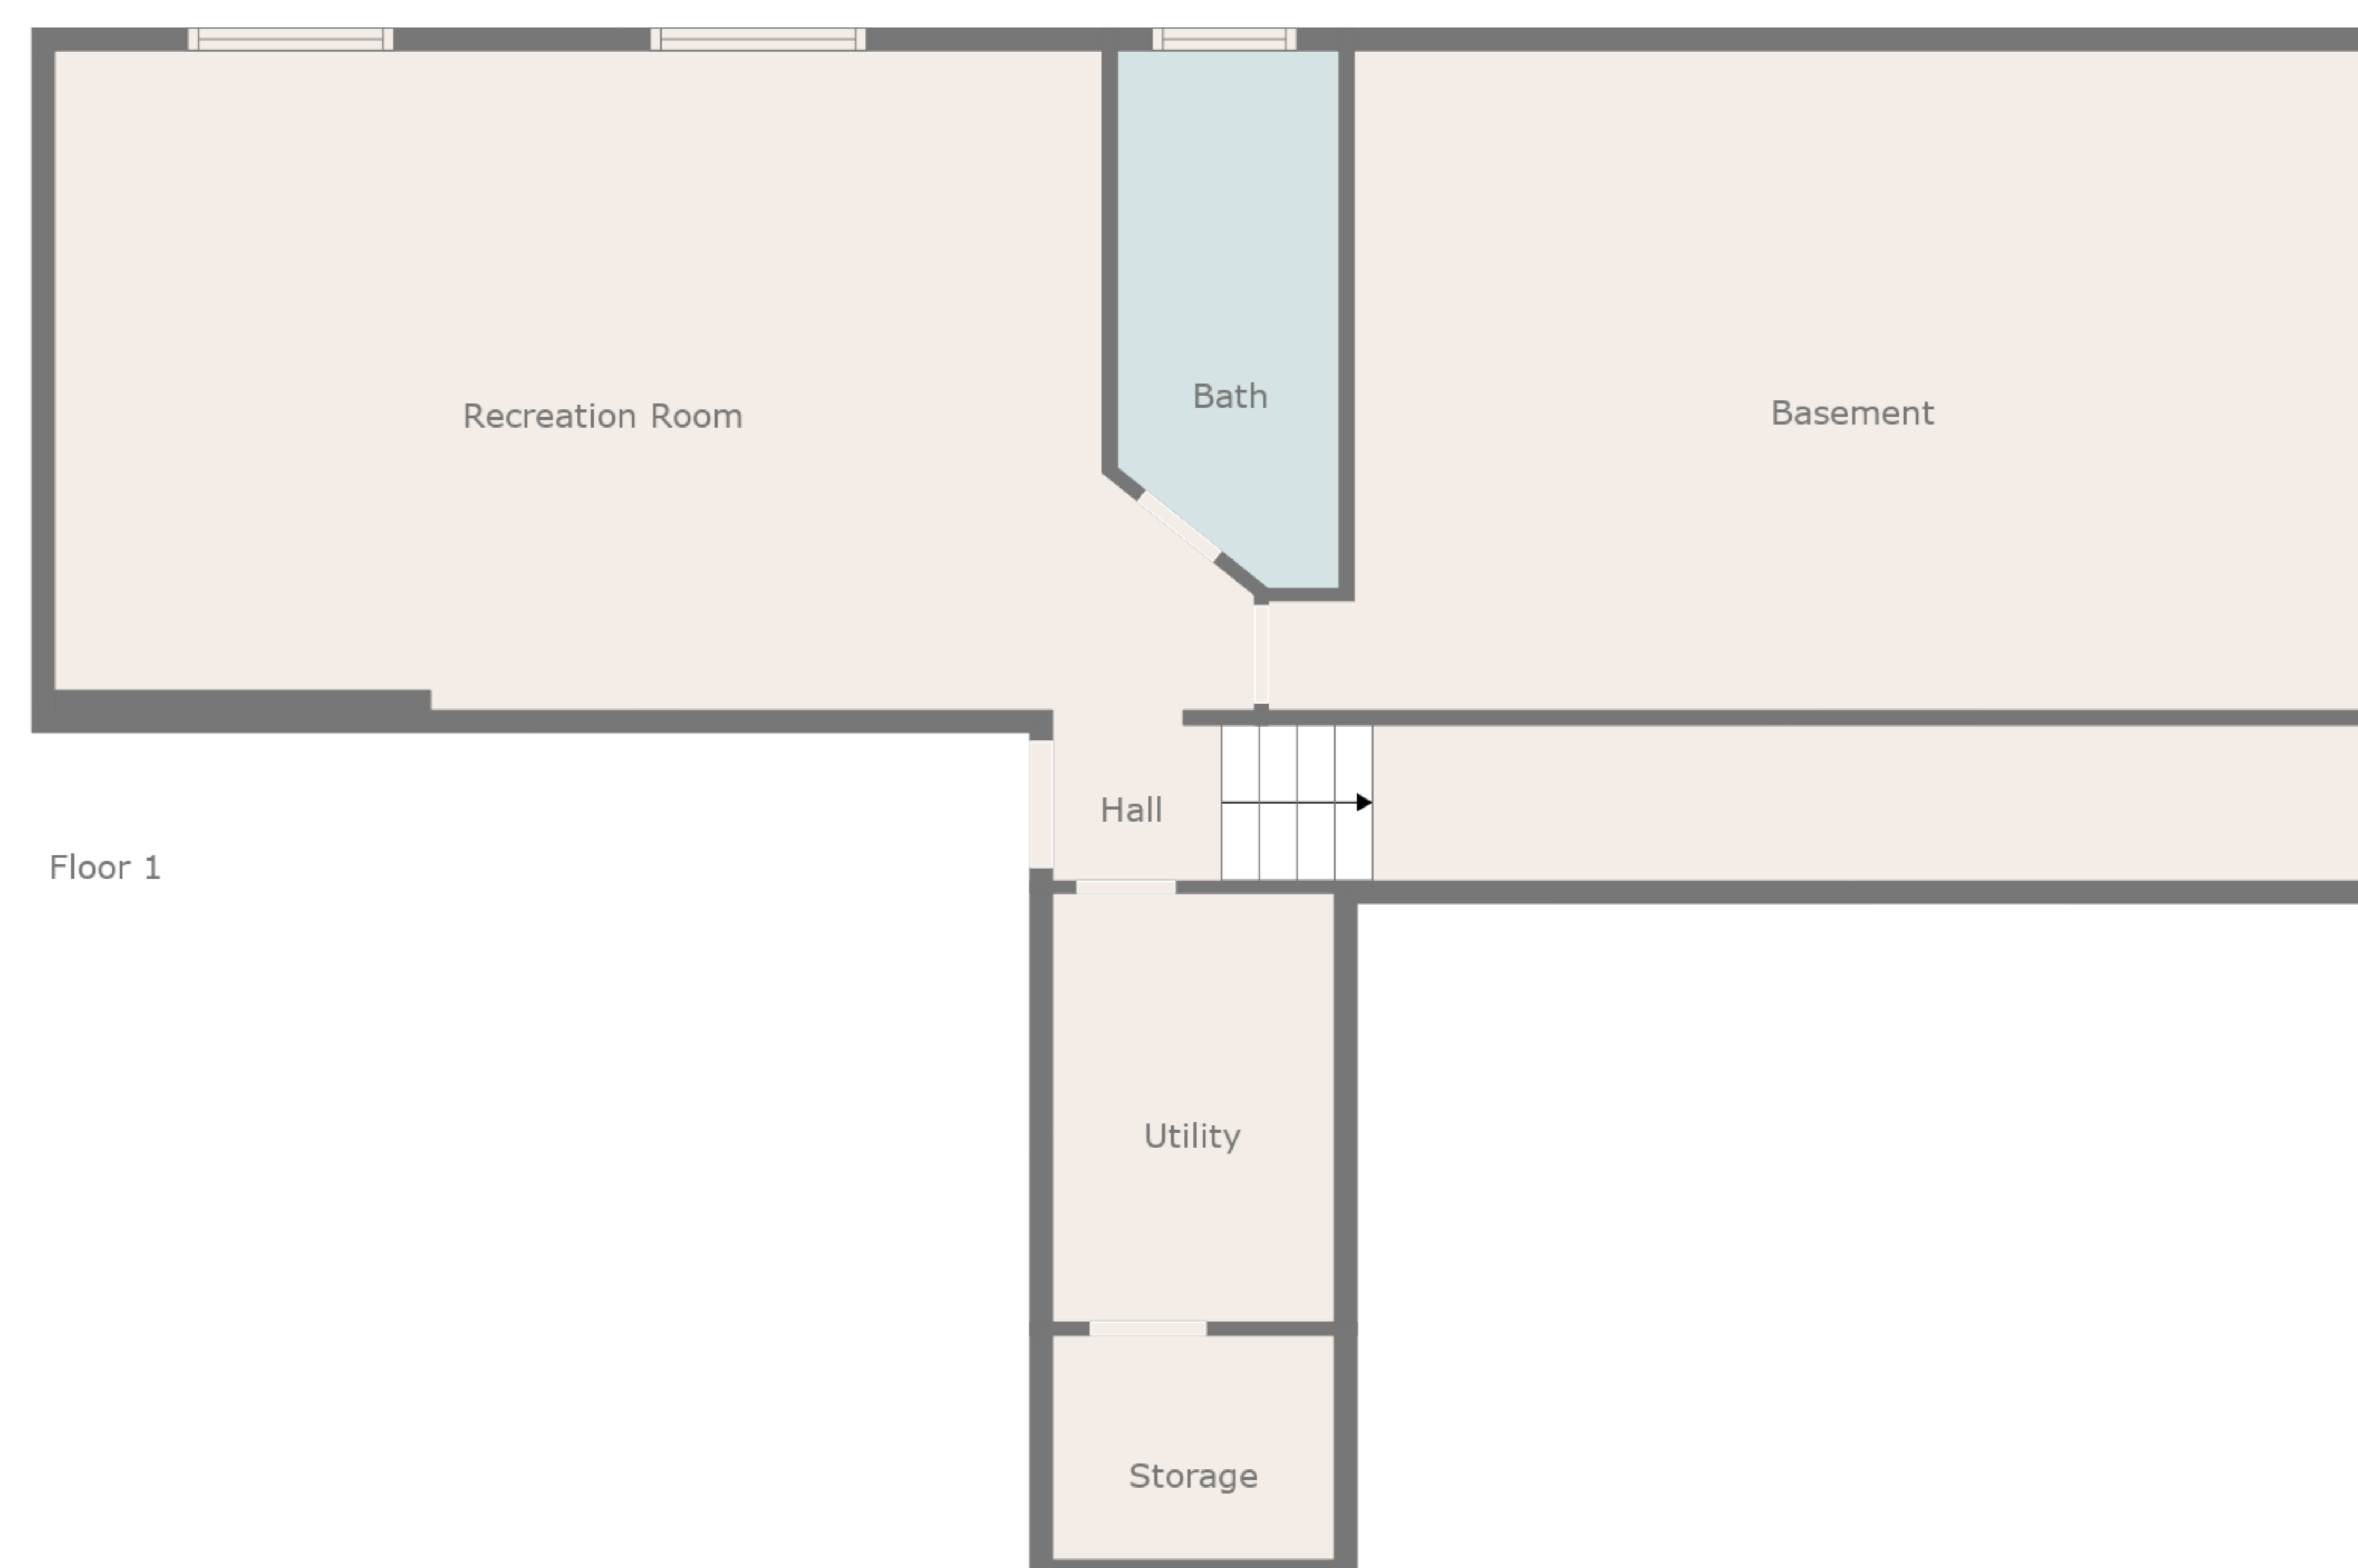 Recreation Room
Bath
Basement
Hall
Floor 1
Utility
Storage